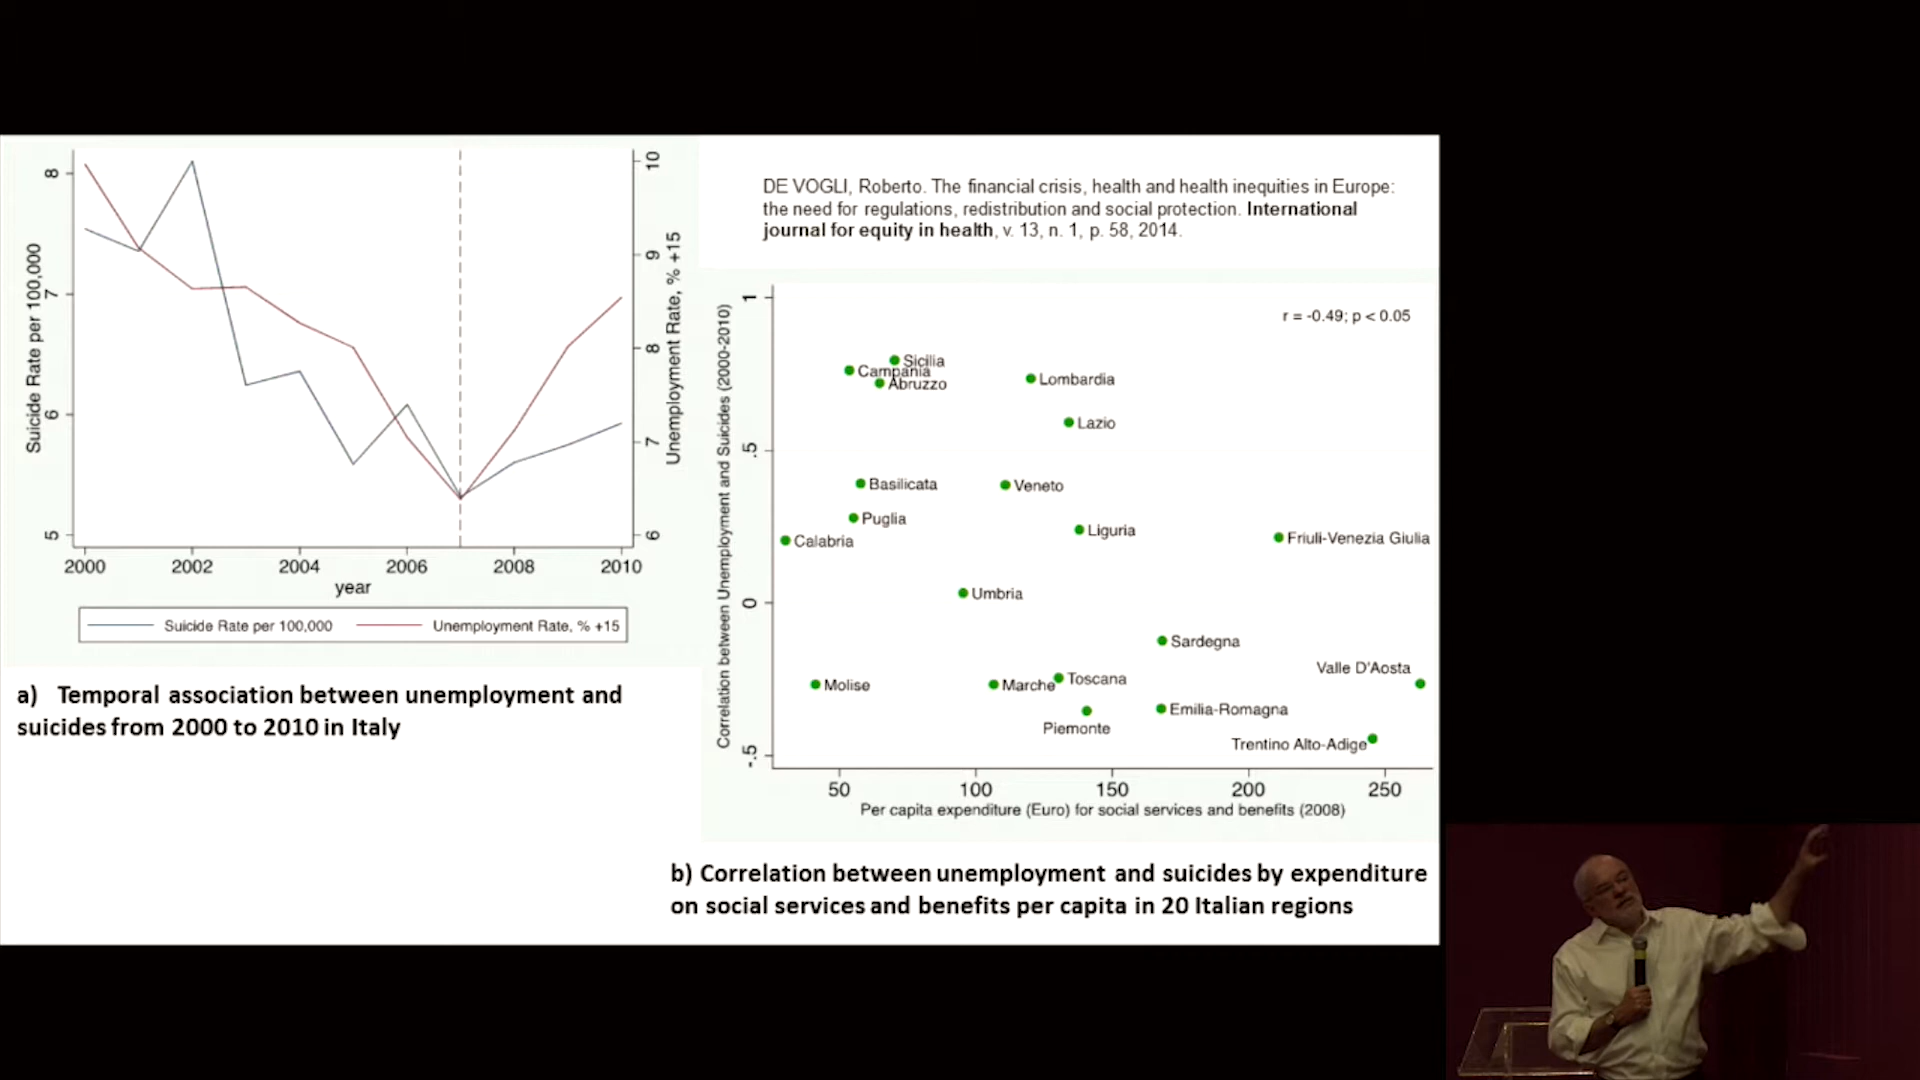 8
7
6
5
Suicide Rate per 100,000
10
9
8
7
6
Unemployment Rate, % +15
2000 2002 2004 2006 2008 2010
year
Suicide Rate per 100,000 Unemployment Rate, % +15
a) Temporal association between unemployment and
suicides from 2000 to 2010 in Italy
DE VOGLI, Roberto. The financial crisis, health and health inequities in Europe:
the need for regulations, redistribution and social protection. International
journal for equity in health, v. 13, n. 1, p. 58, 2014.
1
.5
0
-.5
Correlation between Unemployment and Suicides (2000-2010)
r = -0.49; p < 0.05
Sicilia
Campania
Abruzzo
Lombardia
Lazio
Basilicata
Veneto
Puglia
Liguria
Calabria
Friuli-Venezia Giulia
Umbria
Sardegna
Valle D'Aosta
Molise
Marche
Toscana
Emilia-Romagna
Piemonte
Trentino Alto-Adige
50 100 150 200 250
Per capita expenditure (Euro) for social services and benefits (2008)
b) Correlation between unemployment and suicides by expenditure
on social services and benefits per capita in 20 Italian regions